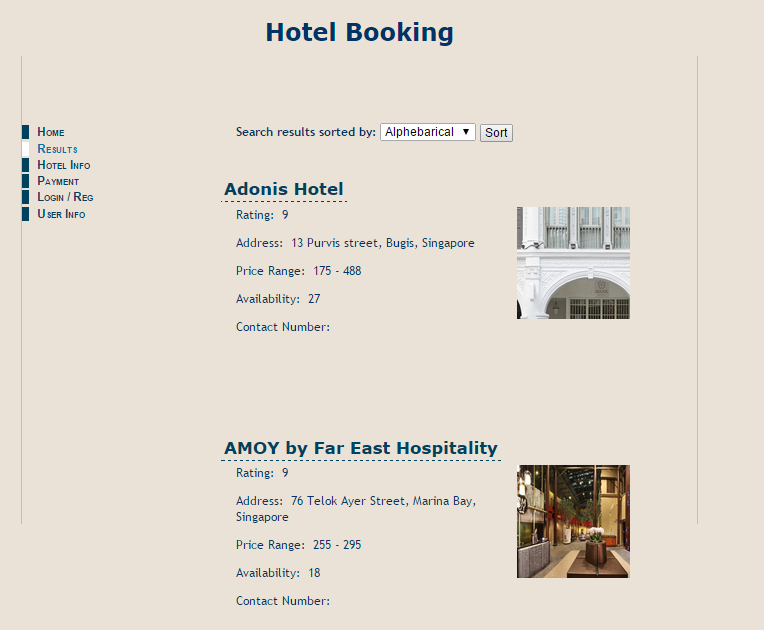 Hotel Booking
Home
Results
Hotel Info
Payment
Login / Reg
User Info
Search results sorted by: Alphebarical ▼ Sort
Adonis Hotel
Rating: 9
Address: 13 Purvis street, Bugis, Singapore
Price Range: 175 - 488
Availability: 27
Contact Number:
AMOY by Far East Hospitality
Rating: 9
Address: 76 Telok Ayer Street, Marina Bay,
Singapore
Price Range: 255 - 295
Availability: 18
Contact Number: